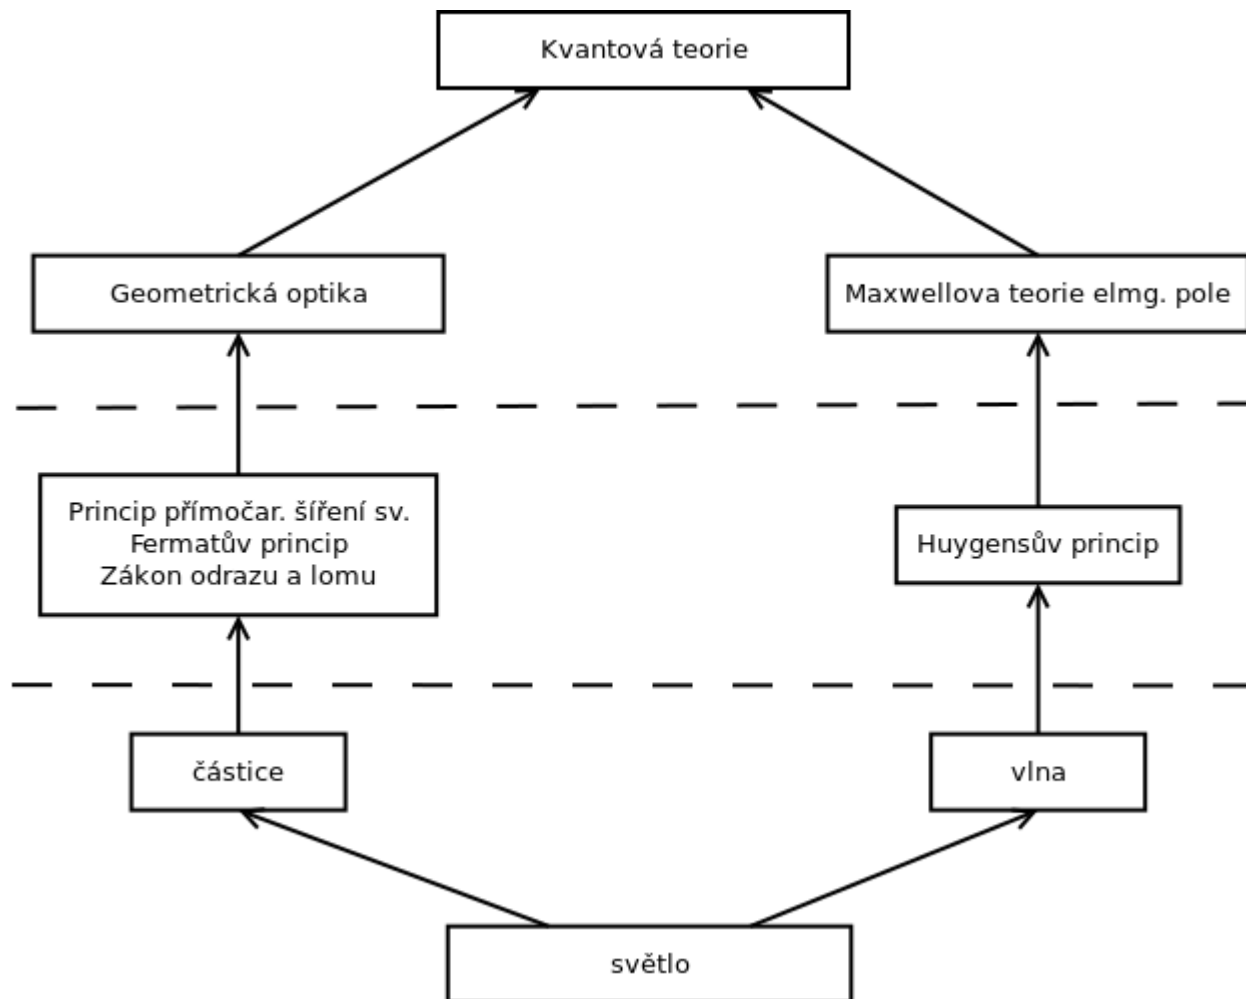 Kvantová teorie
Geometrická optika
Maxwellova teorie elmg. pole
Princip přímočar. šíření sv.
Fermatův princip
Zákon odrazu a lomu
Huygensův princip
částice
vlna
světlo